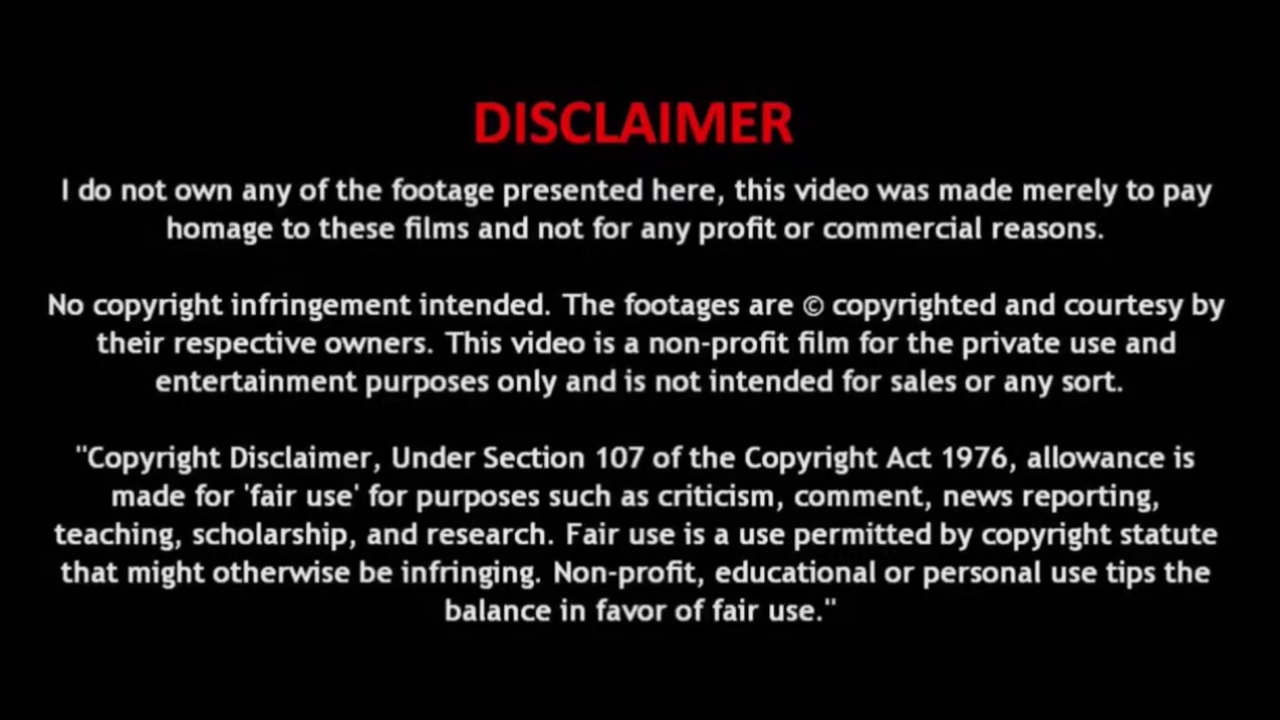 DISCLAIMER
I do not own any of the footage presented here, this video was made merely to pay
homage to these films and not for any profit or commercial reasons.
No copyright infringement intended. The footages are © copyrighted and courtesy by
their respective owners. This video is a non-profit film for the private use and
entertainment purposes only and is not intended for sales or any sort.
"Copyright Disclaimer, Under Section 107 of the Copyright Act 1976, allowance is
made for 'fair use' for purposes such as criticism, comment, news reporting,
teaching, scholarship, and research. Fair use is a use permitted by copyright statute
that might otherwise be infringing. Non-profit, educational or personal use tips the
balance in favor of fair use."